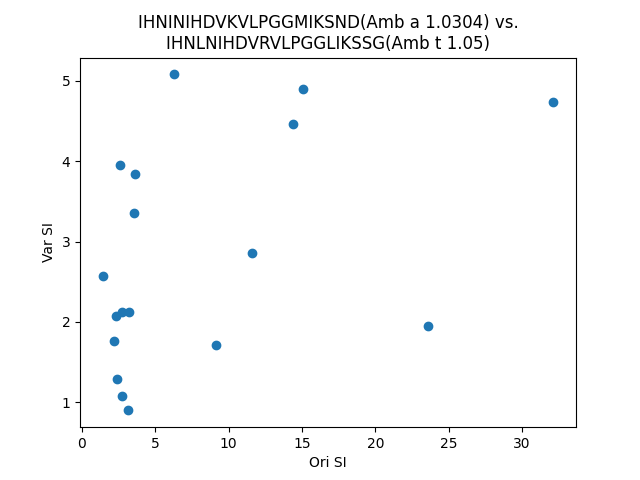 IHNINIHDVKVLPGGMIKSND(Amb a 1.0304) vs.
IHNLNIHDVRVLPGGLIKSSG(Amb t 1.05)
5
4
3
2
1
Var SI
0 5 10 15 20 25 30
Ori SI